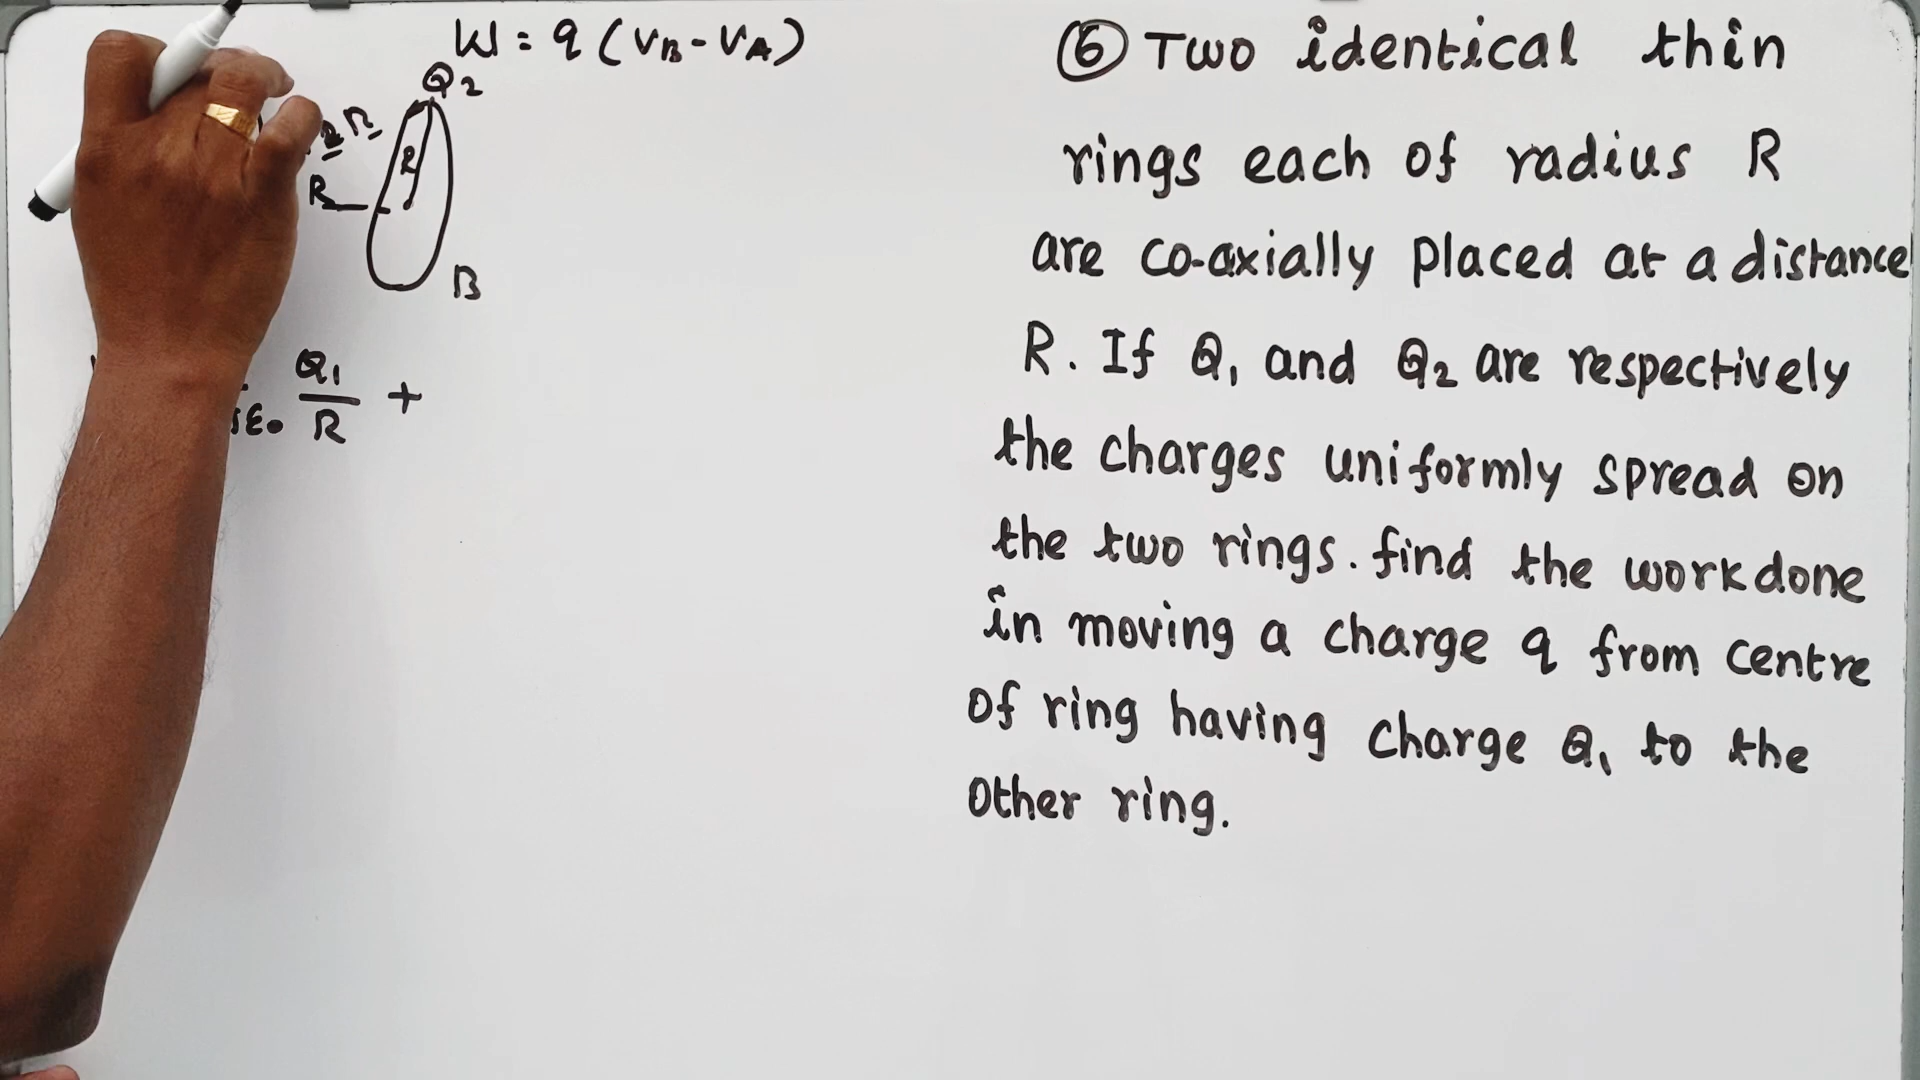 W = q (VB - VA)
Q2
R
R
B
Q1
R
+
ε0
6 Two identical thin
rings each of radius R
are co-axially placed at a distance
R. If Q1 and Q2 are respectively
the charges uniformly spread on
the two rings. find the workdone
in moving a charge q from centre
of ring having charge Q1 to the
other ring.